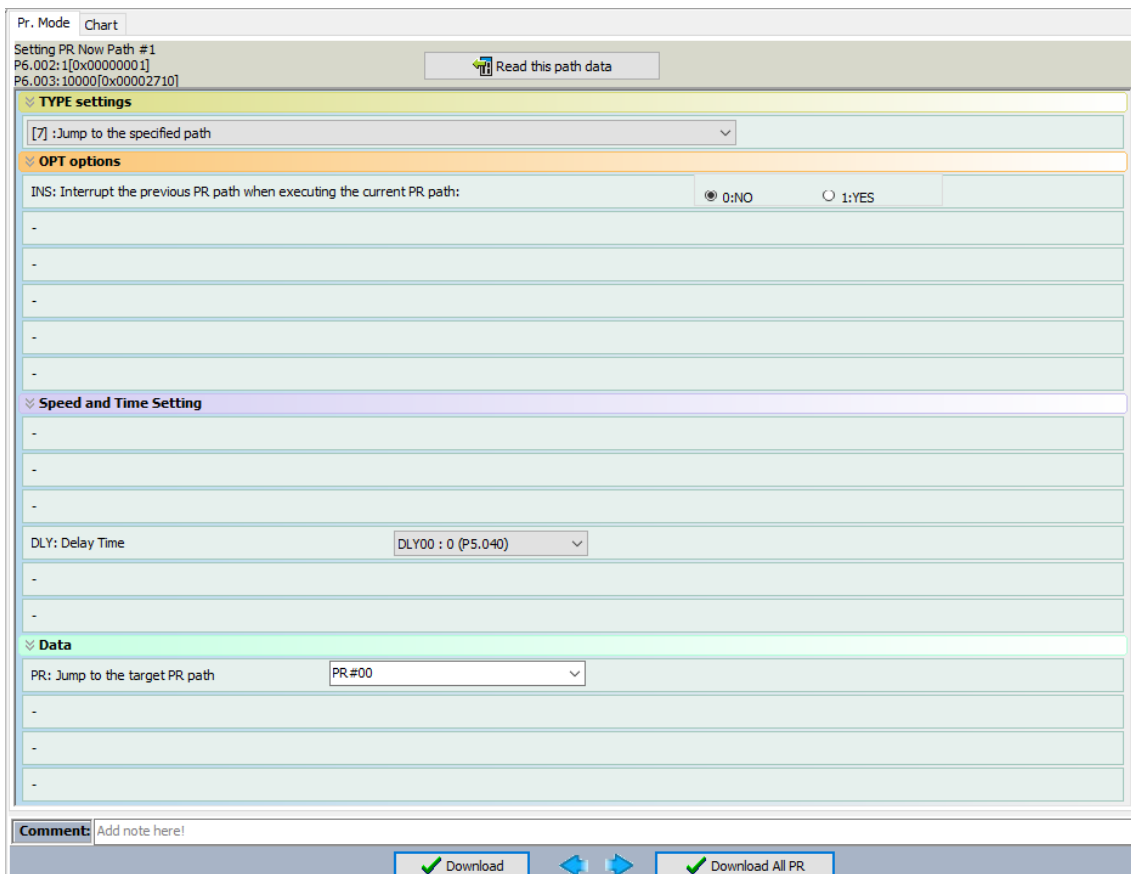 Pr. Mode Chart
Setting PR Now Path #1
P6.002:1[0x00000001]
P6.003:10000[0x00002710]
Read this path data
TYPE settings
[7] :Jump to the specified path
OPT options
INS: Interrupt the previous PR path when executing the current PR path: 0:NO 1:YES
-
-
-
-
-
Speed and Time Setting
-
-
-
DLY: Delay Time DLY00 : 0 (P5.040)
-
-
Data
PR: Jump to the target PR path PR#00
-
-
-
Comment: Add note here!
Download Download All PR